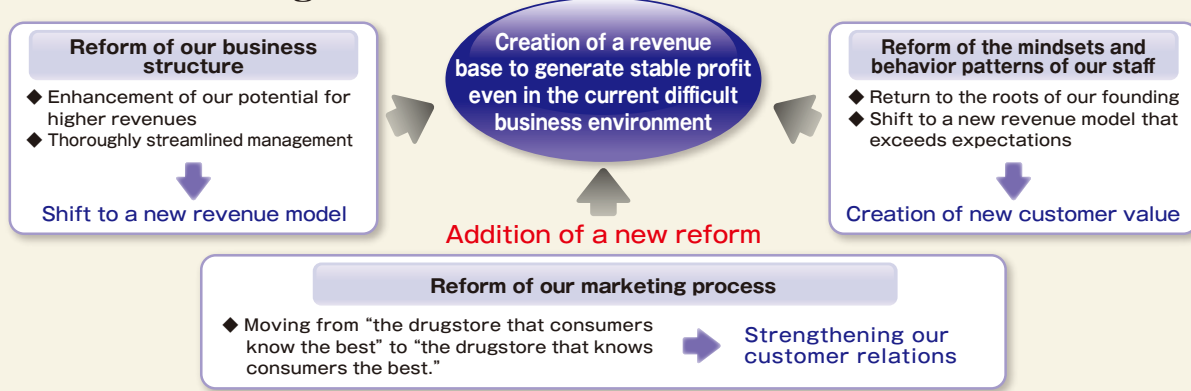 Reform of our business
structure
◆ Enhancement of our potential for
higher revenues
◆ Thoroughly streamlined management
Shift to a new revenue model
Creation of a revenue
base to generate stable profit
even in the current difficult
business environment
Reform of the mindsets and
behavior patterns of our staff
◆ Return to the roots of our founding
◆ Shift to a new revenue model that
exceeds expectations
Creation of new customer value
Addition of a new reform
Reform of our marketing process
◆ Moving from “the drugstore that consumers
know the best” to “the drugstore that knows
consumers the best.”
Strengthening our
customer relations